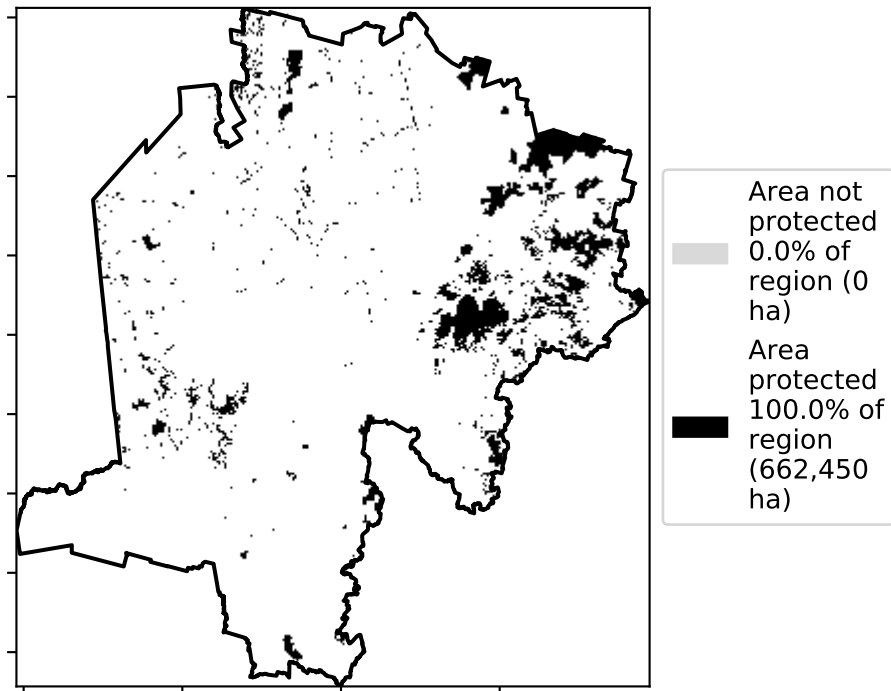 Area not
protected
0.0% of
region (0
ha)
Area
protected
100.0% of
region
(662,450
ha)